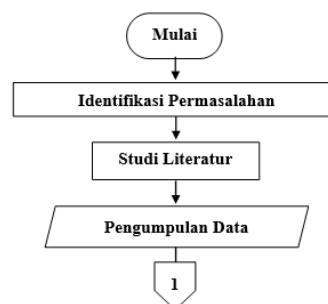 Mulai
Identifikasi Permasalahan
Studi Literatur
Pengumpulan Data
1